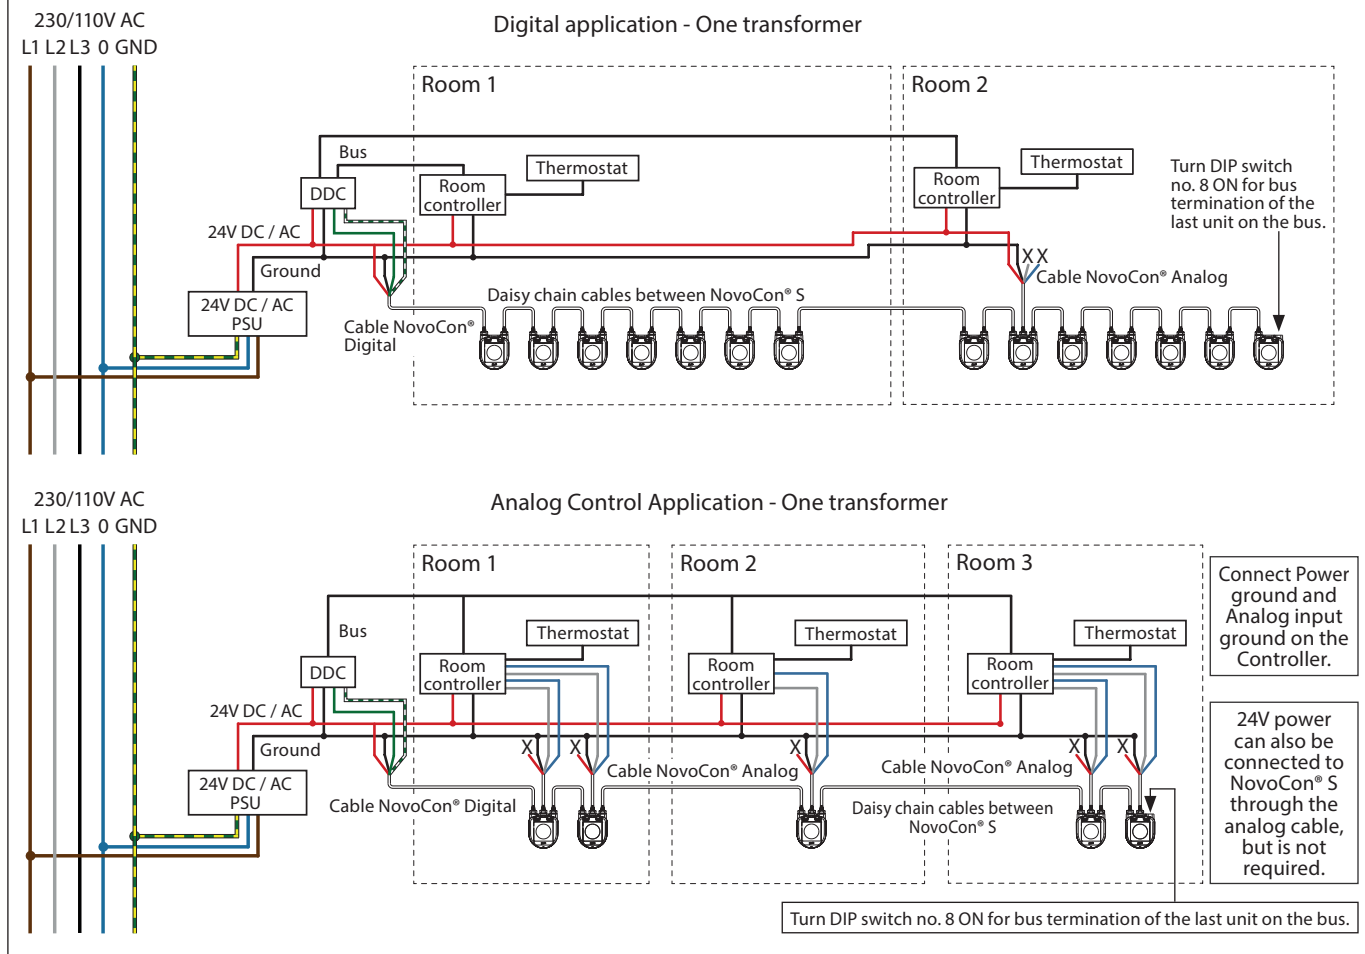 230/110V AC
L1 L2 L3 0 GND
Digital application - One transformer
Room 1
Room 2
Bus
Thermostat
Thermostat
DDC
Room
controller
Room
controller
Turn DIP switch
no. 8 ON for bus
termination of the
last unit on the bus.
24V DC / AC
Ground
X X
Cable NovoCon® Analog
24V DC / AC
PSU
Daisy chain cables between NovoCon® S
Cable NovoCon®
Digital
230/110V AC
L1 L2 L3 0 GND
Analog Control Application - One transformer
Room 1
Room 2
Room 3
Connect Power
ground and
Analog input
ground on the
Controller.
Bus
Thermostat
Thermostat
Thermostat
DDC
Room
controller
Room
controller
Room
controller
24V DC / AC
Ground
X
X
X
X
X
24V power
can also be
connected to
NovoCon® S
through the
analog cable,
but is not
required.
24V DC / AC
PSU
Cable NovoCon® Analog
Cable NovoCon® Analog
Cable NovoCon® Digital
Daisy chain cables between
NovoCon® S
Turn DIP switch no. 8 ON for bus termination of the last unit on the bus.